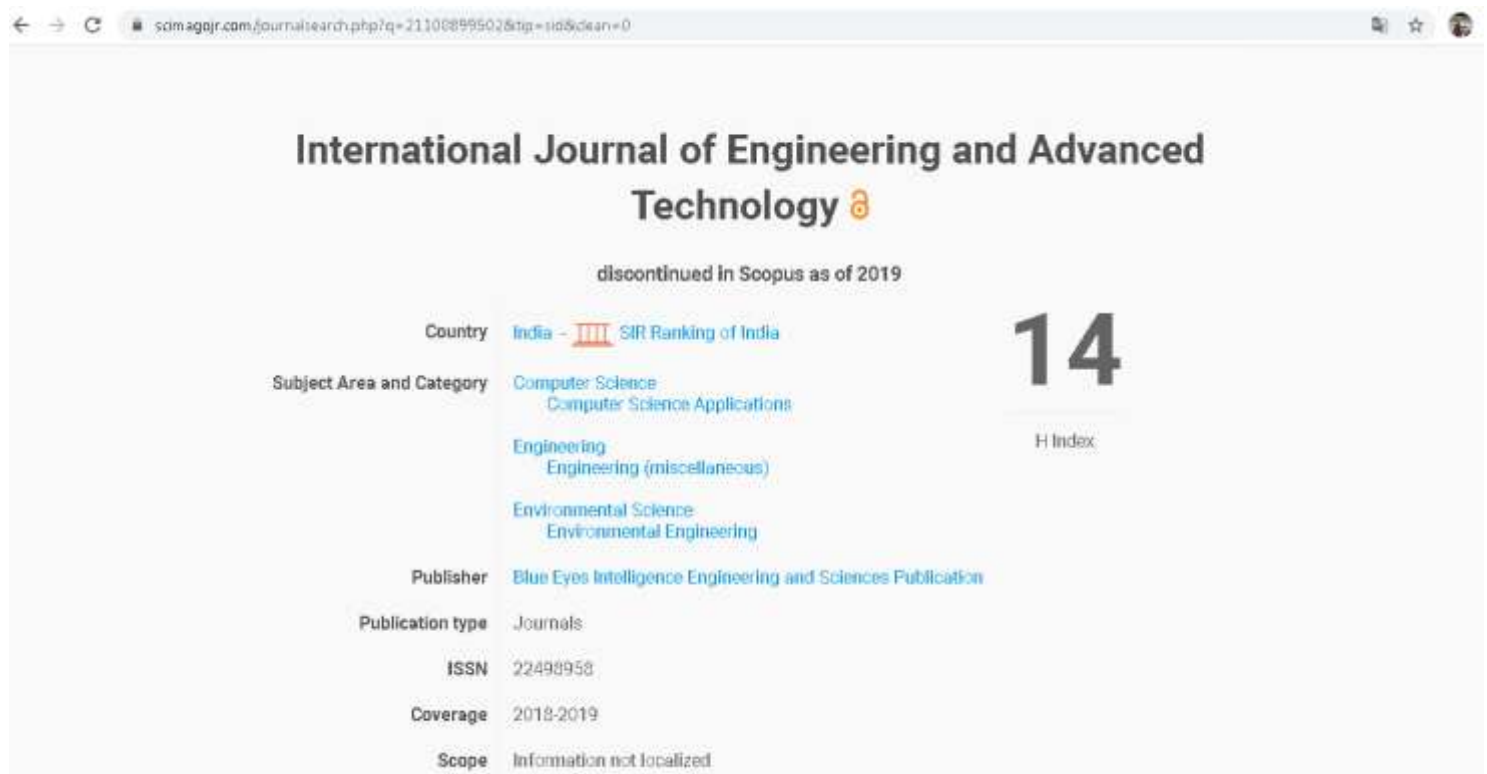 scimagojr.com/journalsearch.php?q=21100899502&tip=sid&clean=0
International Journal of Engineering and Advanced
Technology
discontinued in Scopus as of 2019
Country India - SIR Ranking of India
14
Subject Area and Category Computer Science
Computer Science Applications
H Index
Engineering
Engineering (miscellaneous)
Environmental Science
Environmental Engineering
Publisher Blue Eyes Intelligence Engineering and Sciences Publication
Publication type Journals
ISSN 22498958
Coverage 2018-2019
Scope Information not localized